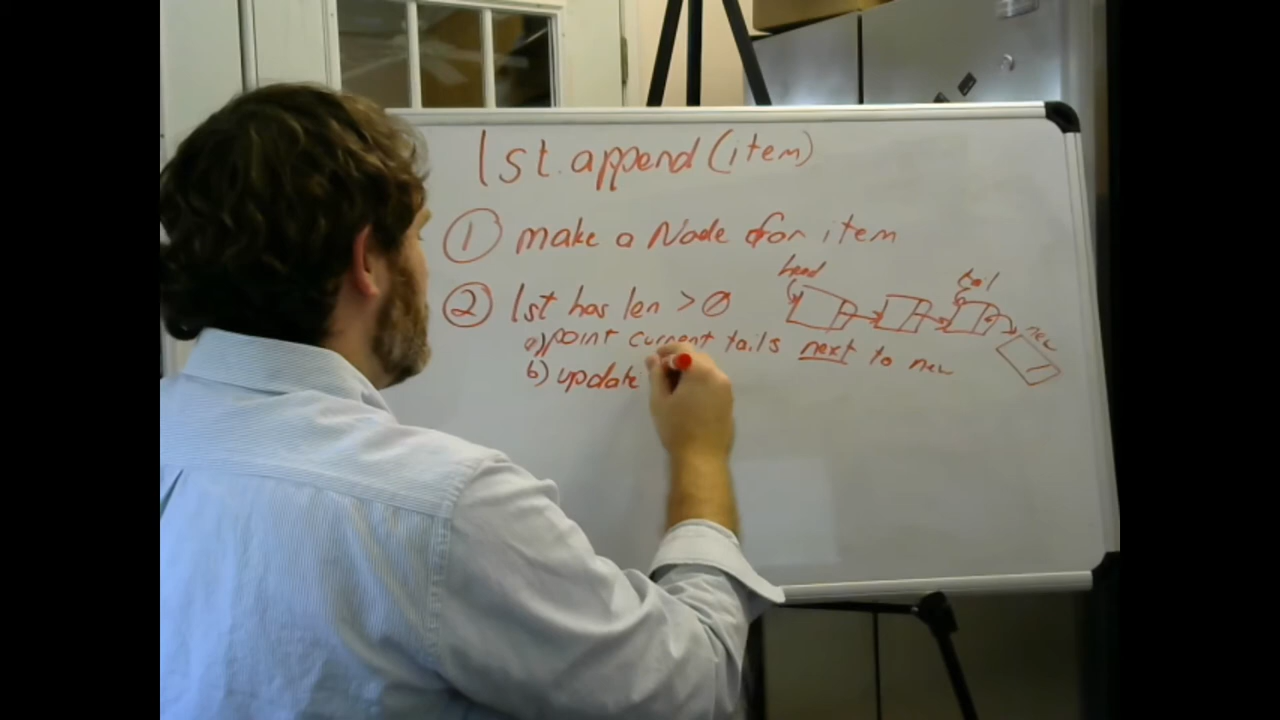 lst.append(item)
1 make a Node for item
2 lst has len > 0
a) point current tails next to new
b) update
head
tail
new